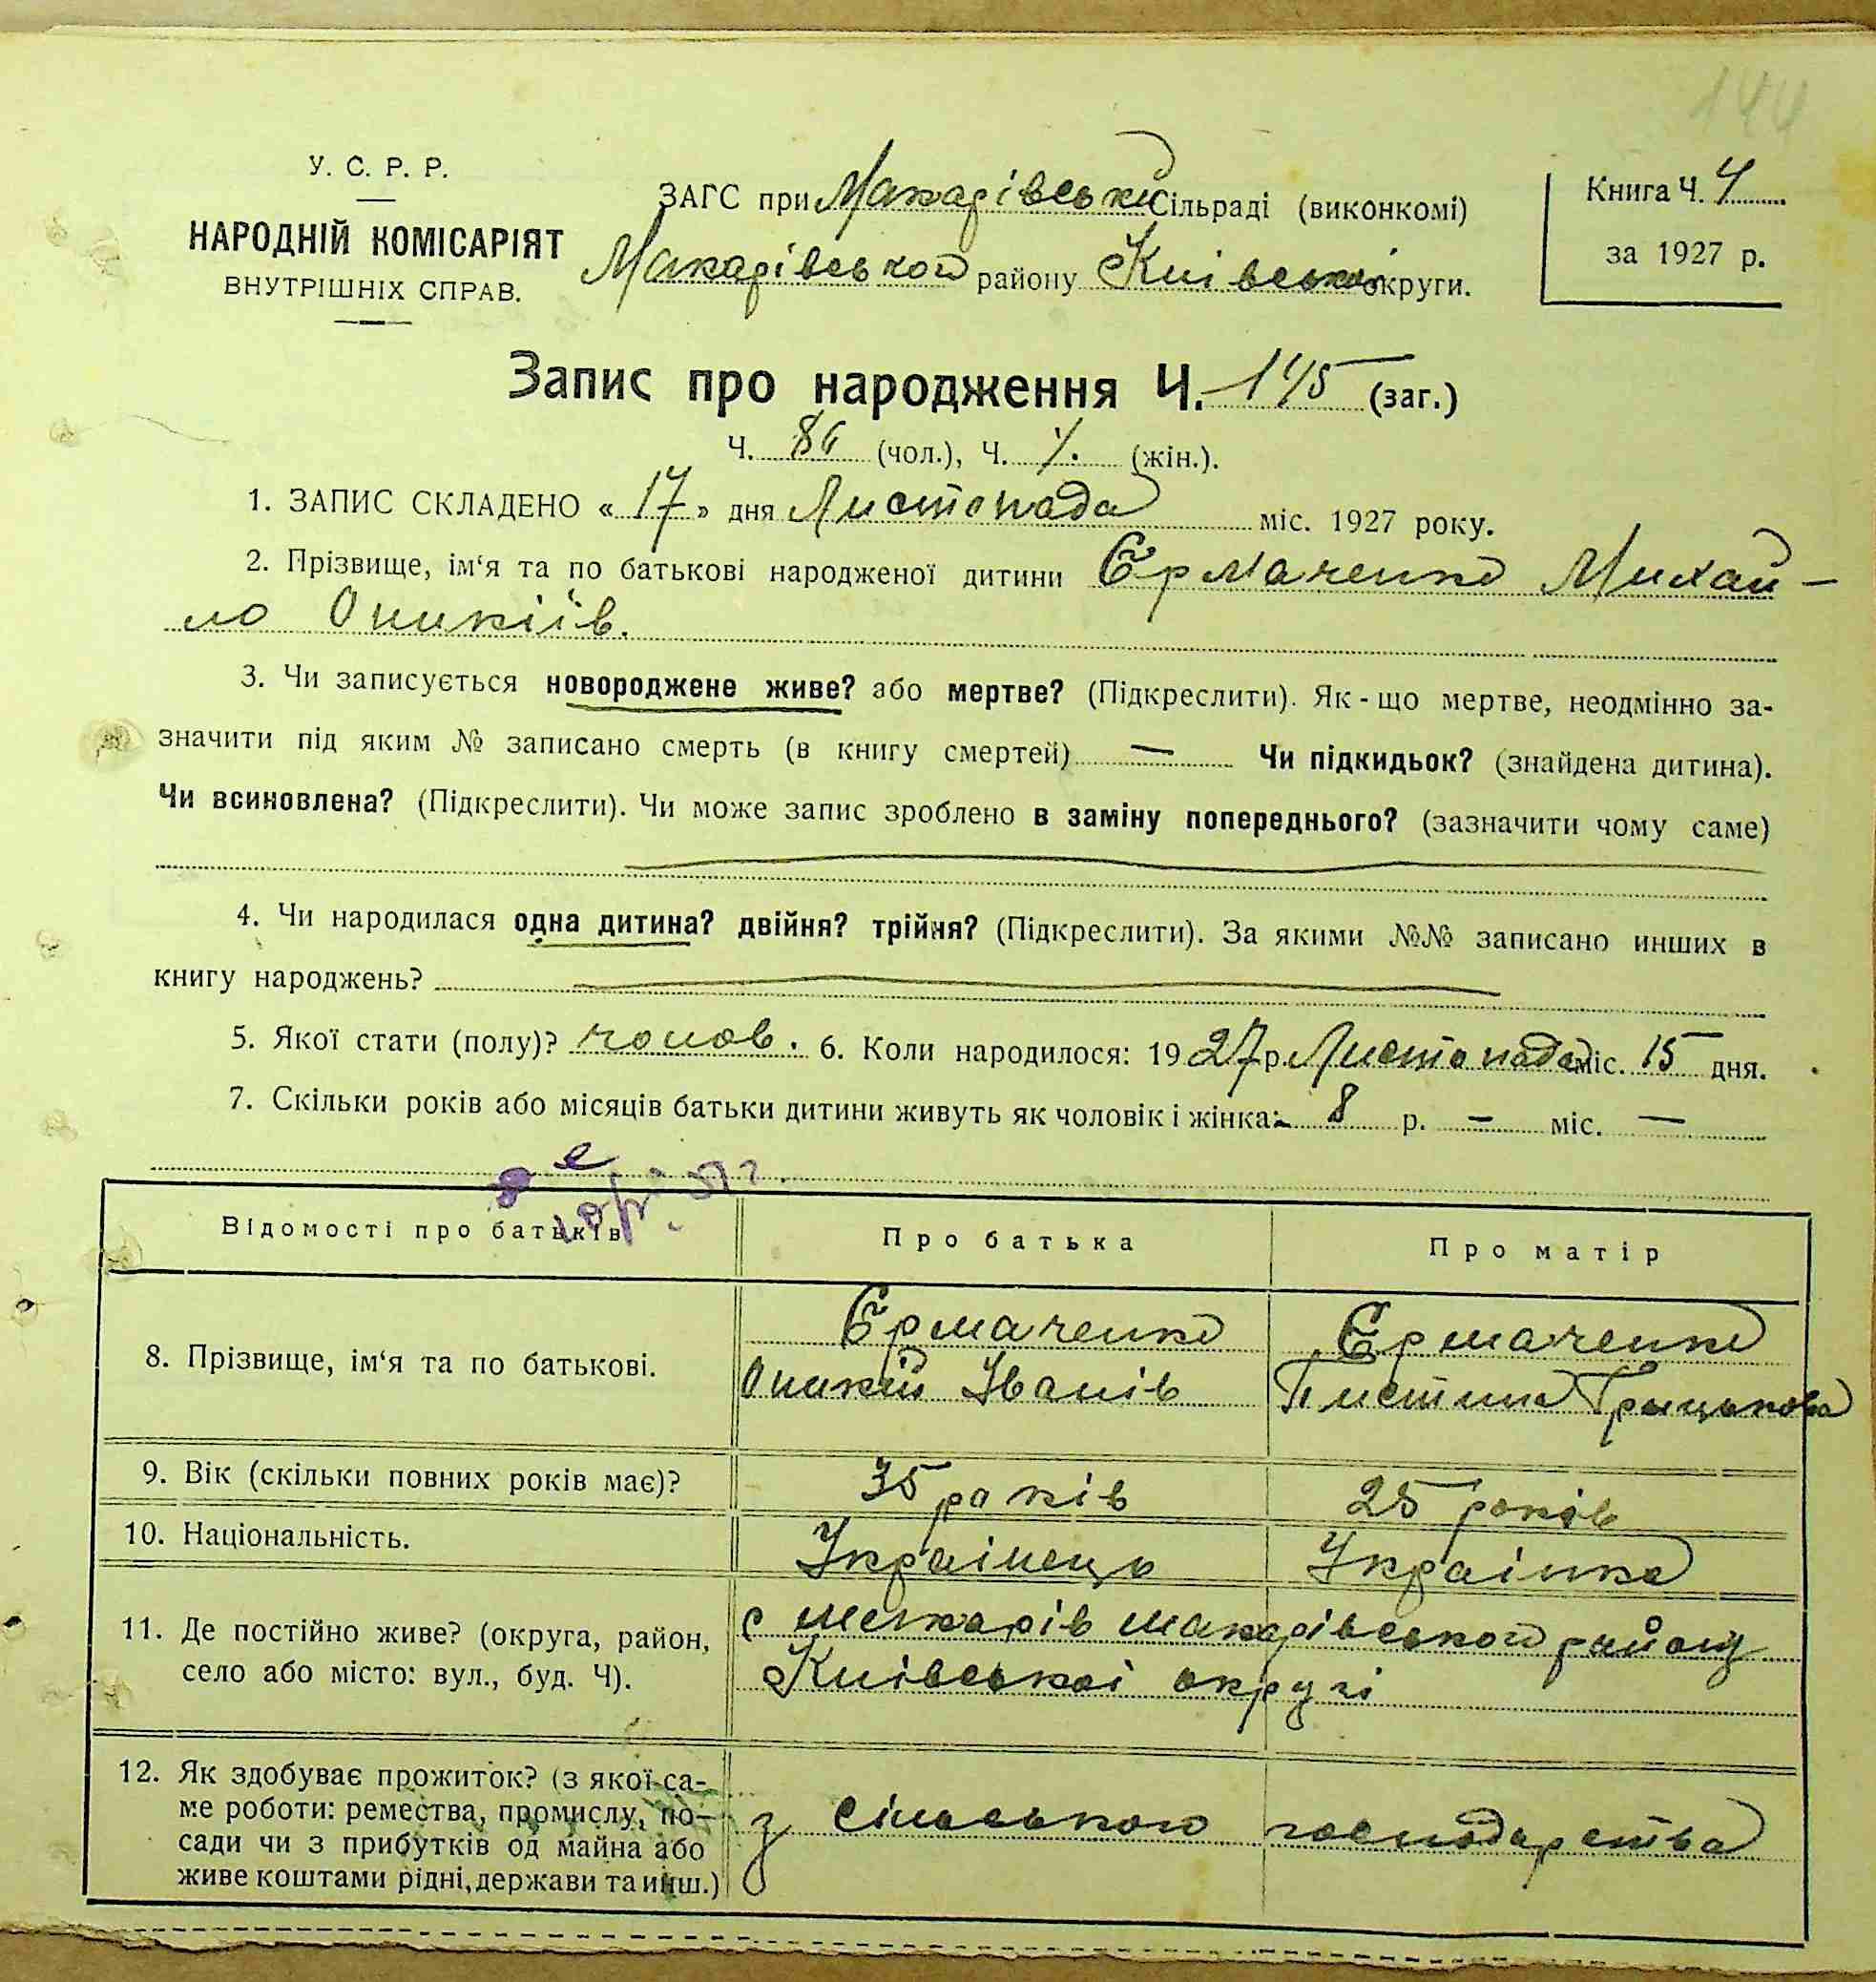 144
У. С. Р. Р.
НАРОДНІЙ КОМІСАРІЯТ
ВНУТРІШНІХ СПРАВ.
ЗАГС при Макарівській Сільраді (виконкомі)
Макарівського району Київської округи.
Книга Ч. 4
за 1927 р.
Запис про народження Ч. 145 (заг.)
Ч. 86 (чол.), Ч. (жін.).
1. ЗАПИС СКЛАДЕНО « 17 » дня Листопада міс. 1927 року.
2. Прізвище, ім‘я та по батькові народженої дитини Єрмаченко Михай-
ло Оникіїв.
3. Чи записується новороджене живе? або мертве? (Підкреслити). Як-що мертве, неодмінно за-
значити під яким № записано смерть (в книгу смертей) — Чи підкидьок? (знайдена дитина).
Чи всиновлена? (Підкреслити). Чи може запис зроблено в заміну попереднього? (зазначити чому саме)
4. Чи народилася одна дитина? двійня? трійня? (Підкреслити). За якими №№ записано инших в
книгу народжень?
5. Якої стати (полу)? чолов. 6. Коли народилося: 1927 р. Листопада міс. 15 дня.
7. Скільки років або місяців батьки дитини живуть як чоловік і жінка: 8 р. — міс. —
Відомості про батьків
Про батька
Про матір
8. Прізвище, ім‘я та по батькові.
Єрмаченко
Оникій Іванів
Єрмаченко
Пистина Грицькова
9. Вік (скільки повних років має)?
35 років
25 років
10. Національність.
Українець
Українка
11. Де постійно живе? (округа, район,
село або місто: вул., буд. Ч).
с Макарів Макарівського району
Київської округи
12. Як здобуває прожиток? (з якої са-
ме роботи: ремества, промислу, по-
сади чи з прибутків од майна або
живе коштами рідні, держави та инш.)
з сільського господарства